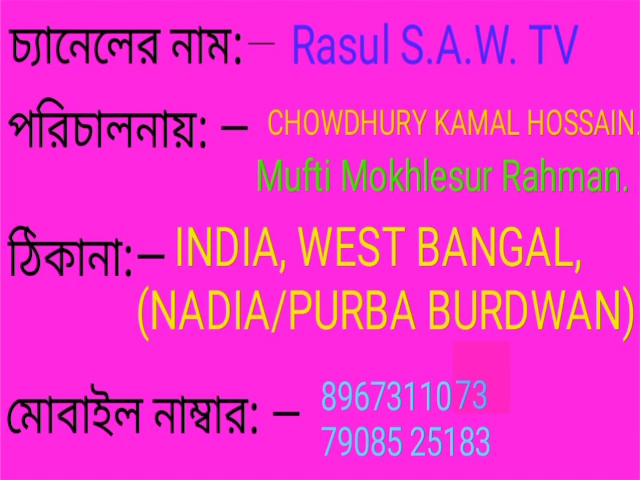 চ্যানেলের নাম:— Rasul S.A.W. TV
পরিচালনায়: — CHOWDHURY KAMAL HOSSAIN.
Mufti Mokhlesur Rahman.
ঠিকানা:— INDIA, WEST BANGAL,
(NADIA/PURBA BURDWAN)
মোবাইল নাম্বার: — 8967311073
79085 25183